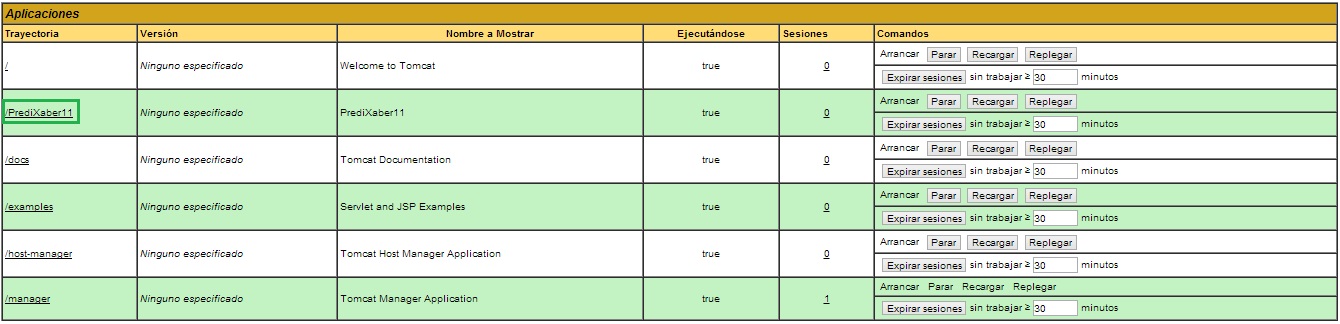 Aplicaciones
Trayectoria Versión Nombre a Mostrar Ejecutándose Sesiones Comandos
/ Ninguno especificado Welcome to Tomcat true 0 Arrancar Parar Recargar Replegar
Expirar sesiones sin trabajar ≥ 30 minutos
/PrediXaber11 Ninguno especificado PrediXaber11 true 0 Arrancar Parar Recargar Replegar
Expirar sesiones sin trabajar ≥ 30 minutos
/docs Ninguno especificado Tomcat Documentation true 0 Arrancar Parar Recargar Replegar
Expirar sesiones sin trabajar ≥ 30 minutos
/examples Ninguno especificado Servlet and JSP Examples true 0 Arrancar Parar Recargar Replegar
Expirar sesiones sin trabajar ≥ 30 minutos
/host-manager Ninguno especificado Tomcat Host Manager Application true 0 Arrancar Parar Recargar Replegar
Expirar sesiones sin trabajar ≥ 30 minutos
/manager Ninguno especificado Tomcat Manager Application true 1 Arrancar Parar Recargar Replegar
Expirar sesiones sin trabajar ≥ 30 minutos